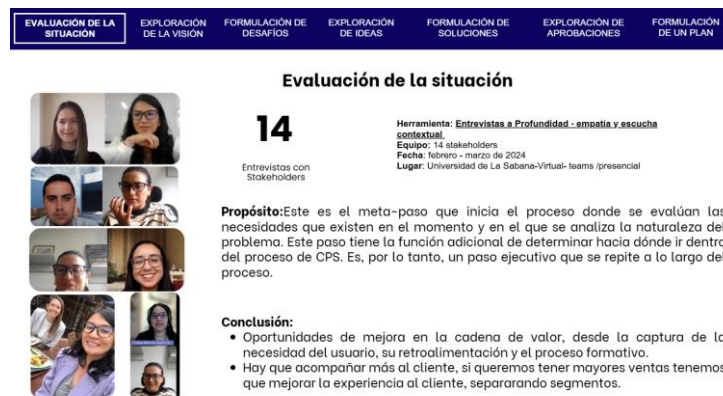 EVALUACIÓN DE LA SITUACIÓN
EXPLORACIÓN DE LA VISIÓN
FORMULACIÓN DE DESAFÍOS
EXPLORACIÓN DE IDEAS
FORMULACIÓN DE SOLUCIONES
EXPLORACIÓN DE APROBACIONES
FORMULACIÓN DE UN PLAN
Evaluación de la situación
14
Entrevistas con
Stakeholders
Herramienta: Entrevistas a Profundidad - empatía y escucha
contextual
Equipo: 14 stakeholders
Fecha: febrero - marzo de 2024
Lugar: Universidad de La Sabana-Virtual- teams /presencial
Propósito:Este es el meta-paso que inicia el proceso donde se evalúan las
necesidades que existen en el momento y en el que se analiza la naturaleza del
problema. Este paso tiene la función adicional de determinar hacia dónde ir dentro
del proceso de CPS. Es, por lo tanto, un paso ejecutivo que se repite a lo largo del
proceso.
Conclusión:
• Oportunidades de mejora en la cadena de valor, desde la captura de la
necesidad del usuario, su retroalimentación y el proceso formativo.
• Hay que acompañar más al cliente, si queremos tener mayores ventas tenemos
que mejorar la experiencia al cliente, separarando segmentos.